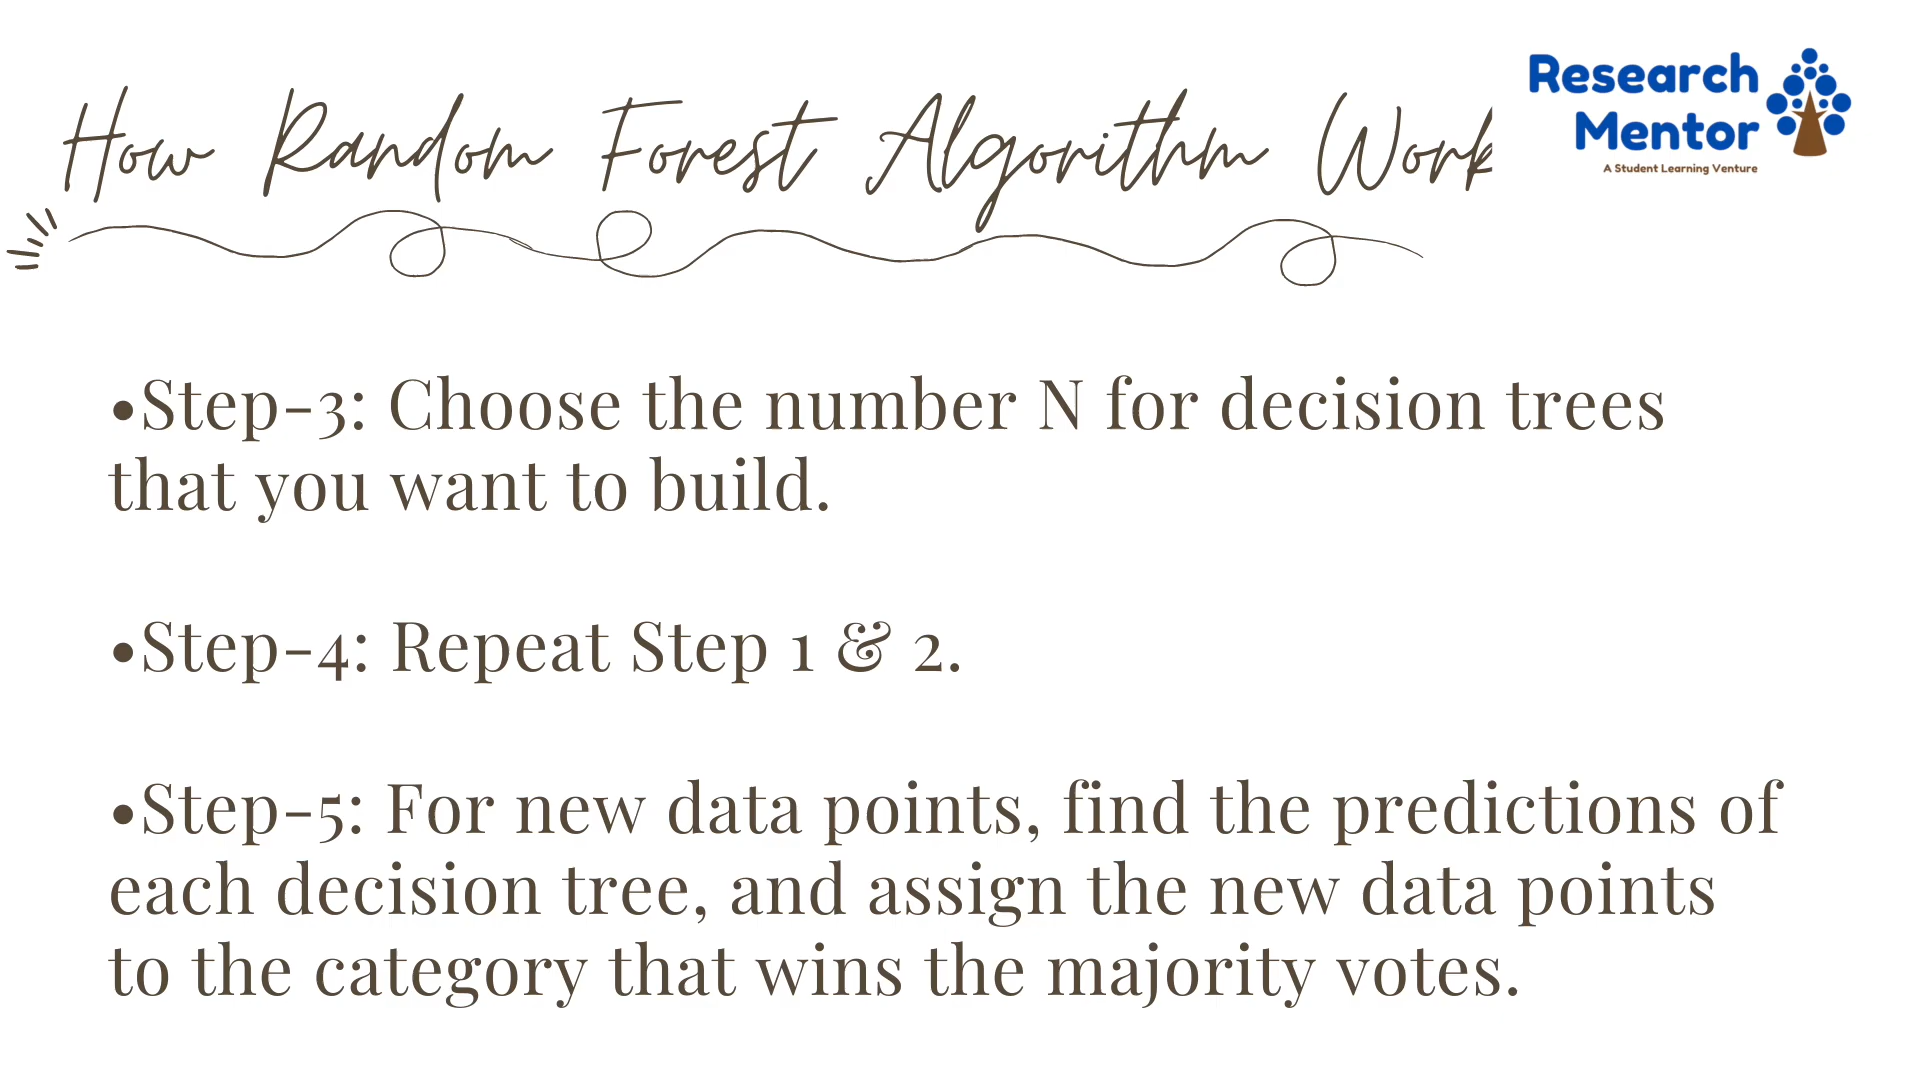 How Random Forest Algorithm Work
Research
Mentor
A Student Learning Venture
•Step-3: Choose the number N for decision trees
that you want to build.
•Step-4: Repeat Step 1 & 2.
•Step-5: For new data points, find the predictions of
each decision tree, and assign the new data points
to the category that wins the majority votes.